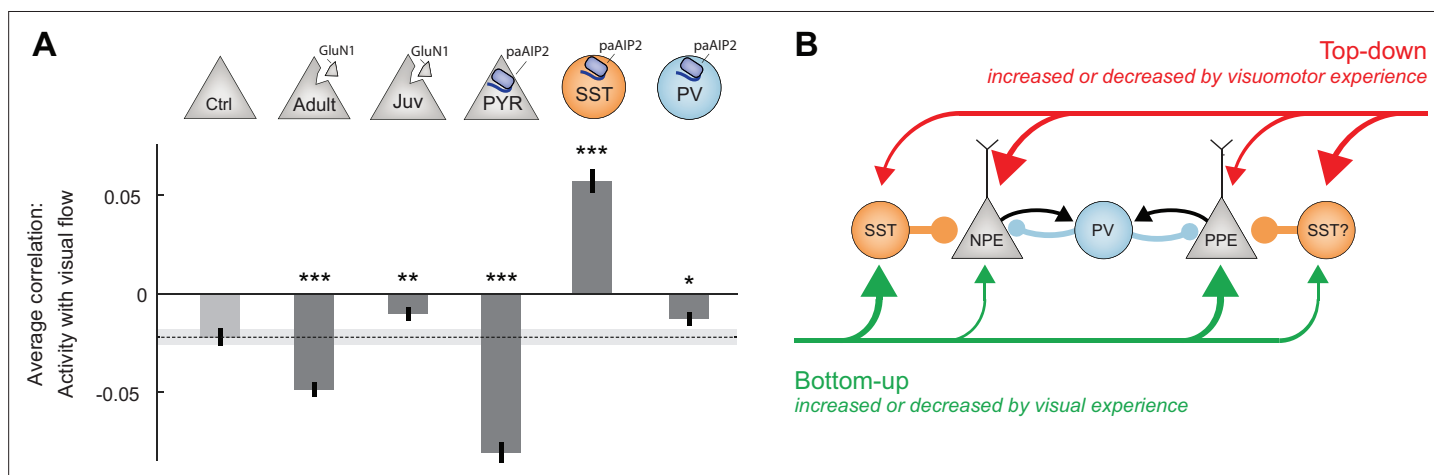 A
GluN1
GluN1
paAIP2
paAIP2
paAIP2
Ctrl
Adult
Juv
PYR
SST
PV
Average correlation:
Activity with visual flow
0.05
0
-0.05
***
**
***
***
*
B
Top-down
increased or decreased by visuomotor experience
SST
NPE
PV
PPE
SST?
Bottom-up
increased or decreased by visual experience